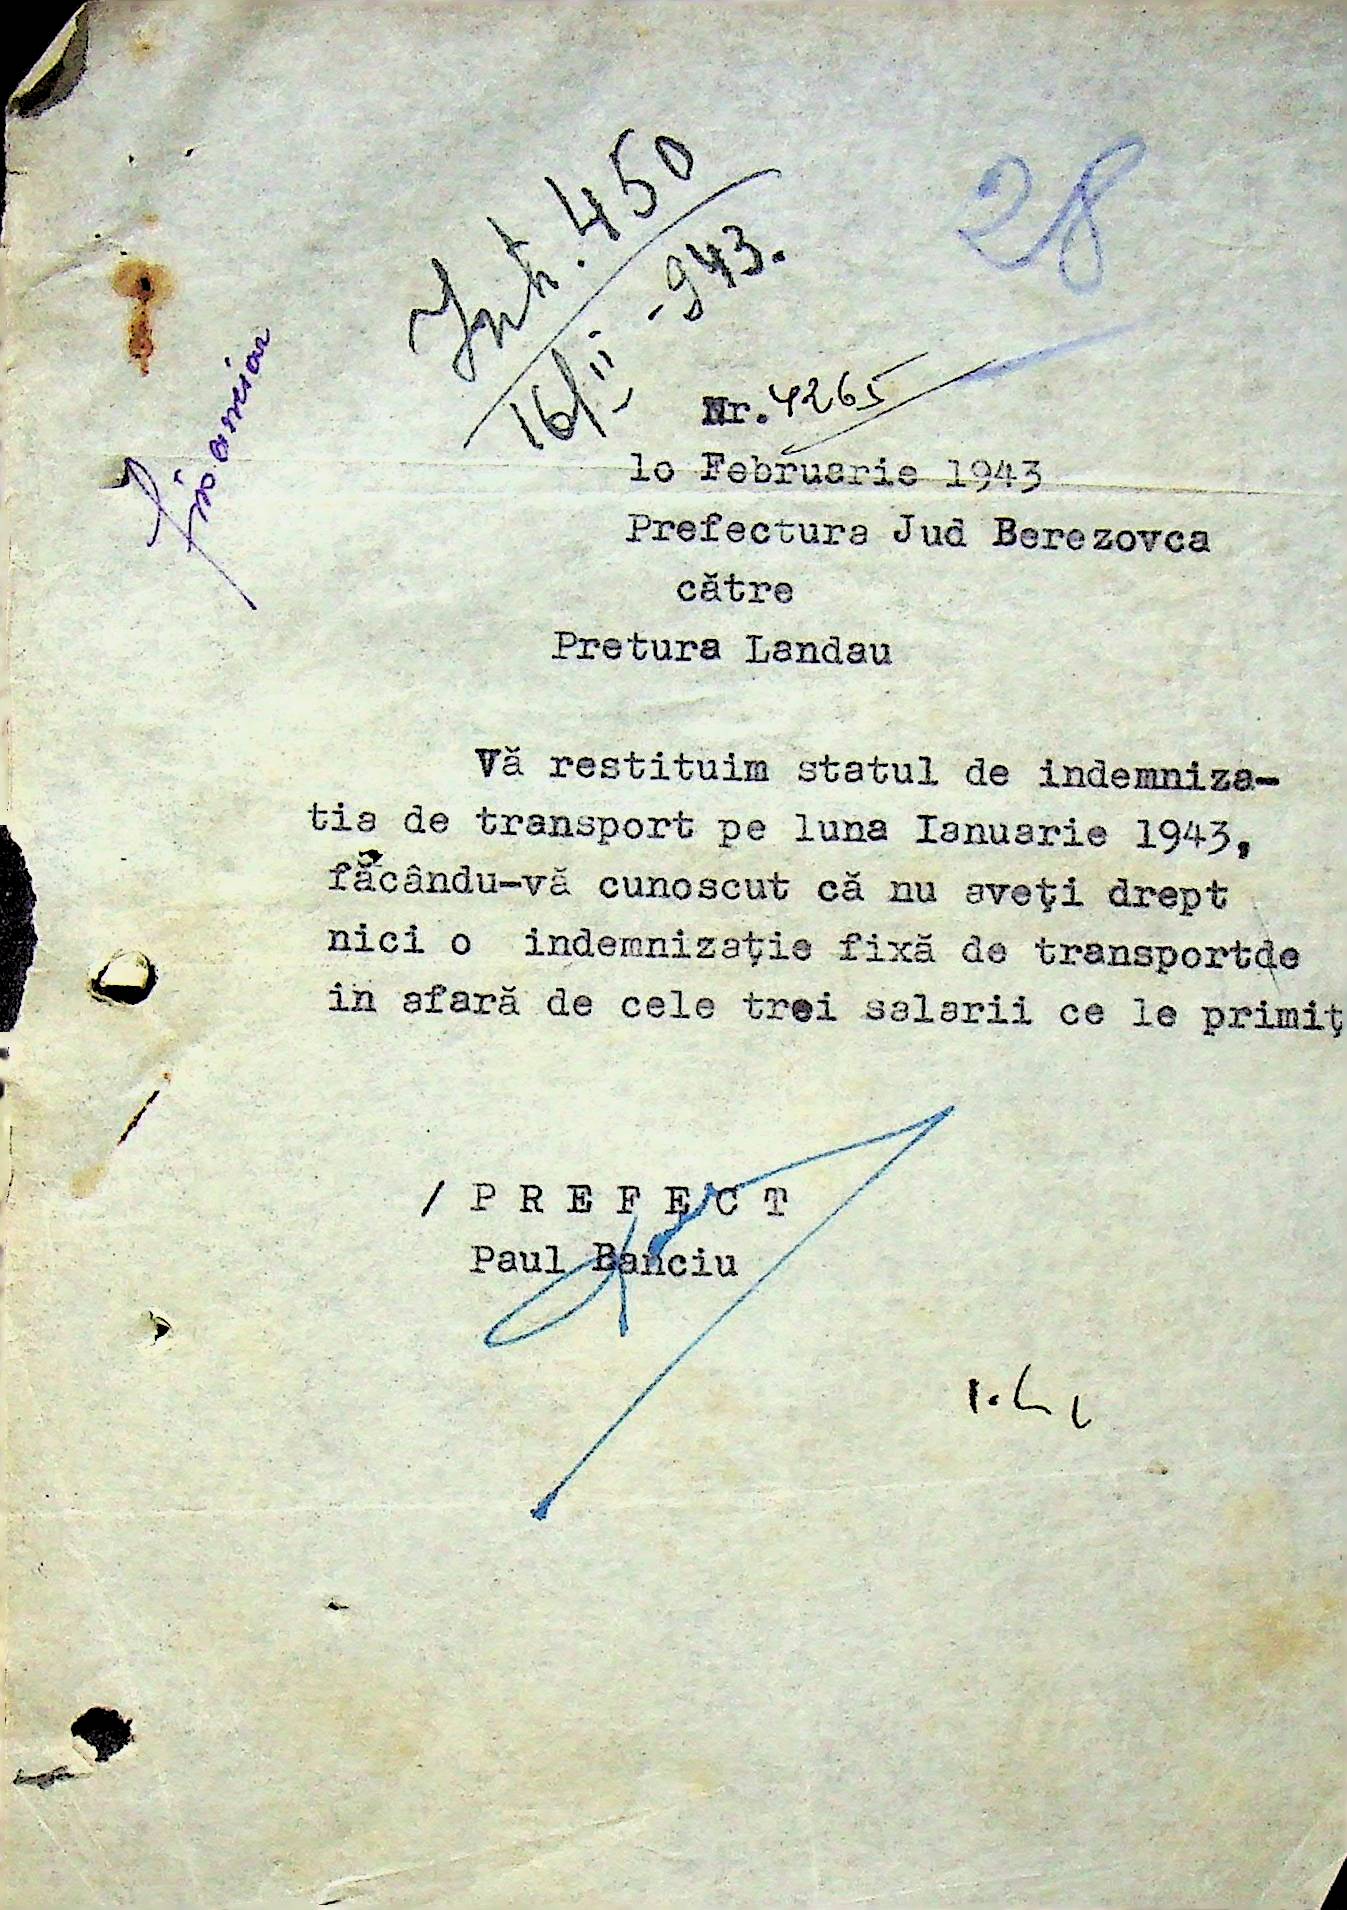 28
Intr. 450
16/II -943.
financiar
Nr. 4265
lo Februarie 1943
Prefectura Jud Berezovca
către
Pretura Landau
Vă restituim statul de indemniza-
tia de transport pe luna Ianuarie 1943,
făcându-vă cunoscut că nu aveţi drept
nici o indemnizaţie fixă de transportde
in afară de cele trei salarii ce le primiţ
/ P R E F E C T
Paul Banciu